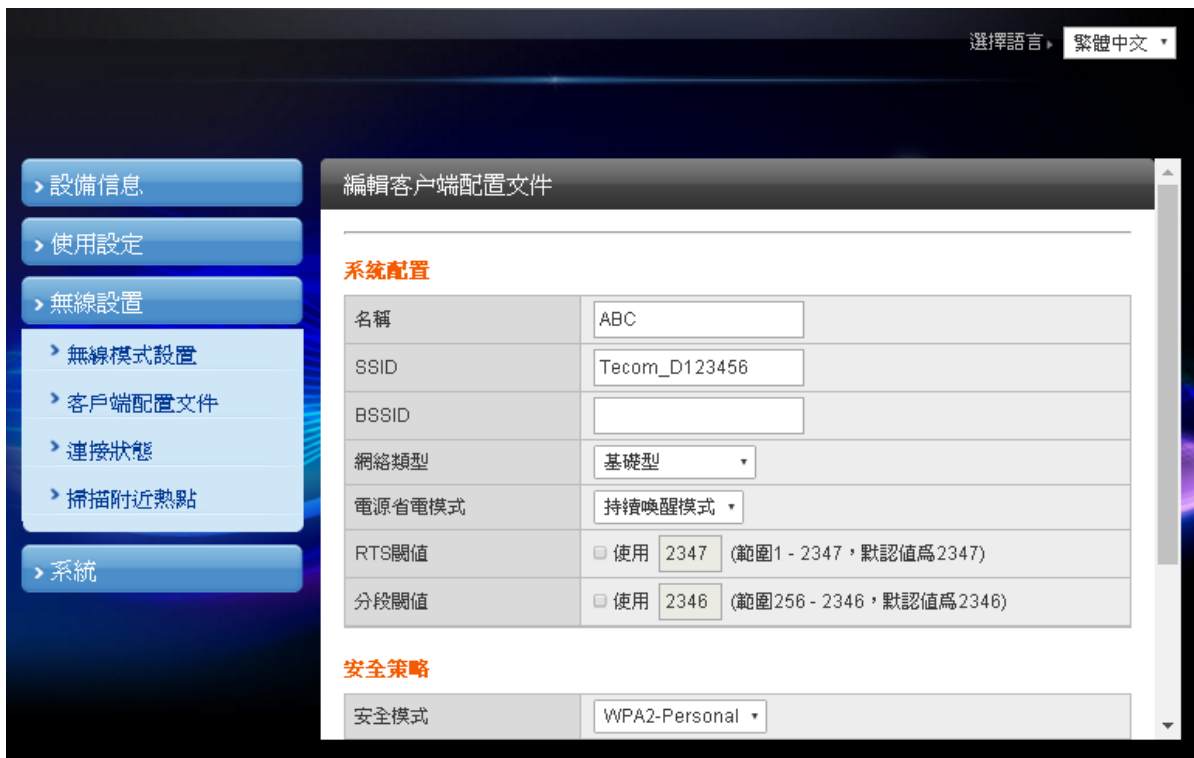 選擇語言 繁體中文
設備信息
使用設定
無線設置
無線模式設置
客戶端配置文件
連接狀態
掃描附近熱點
系統
編輯客户端配置文件
系統配置
名稱 ABC
SSID Tecom_D123456
BSSID
網絡類型 基礎型
電源省電模式 持續喚醒模式
RTS閾值 使用 2347 (範圍1 - 2347，默認值爲2347)
分段閾值 使用 2346 (範圍256 - 2346，默認值爲2346)
安全策略
安全模式 WPA2-Personal